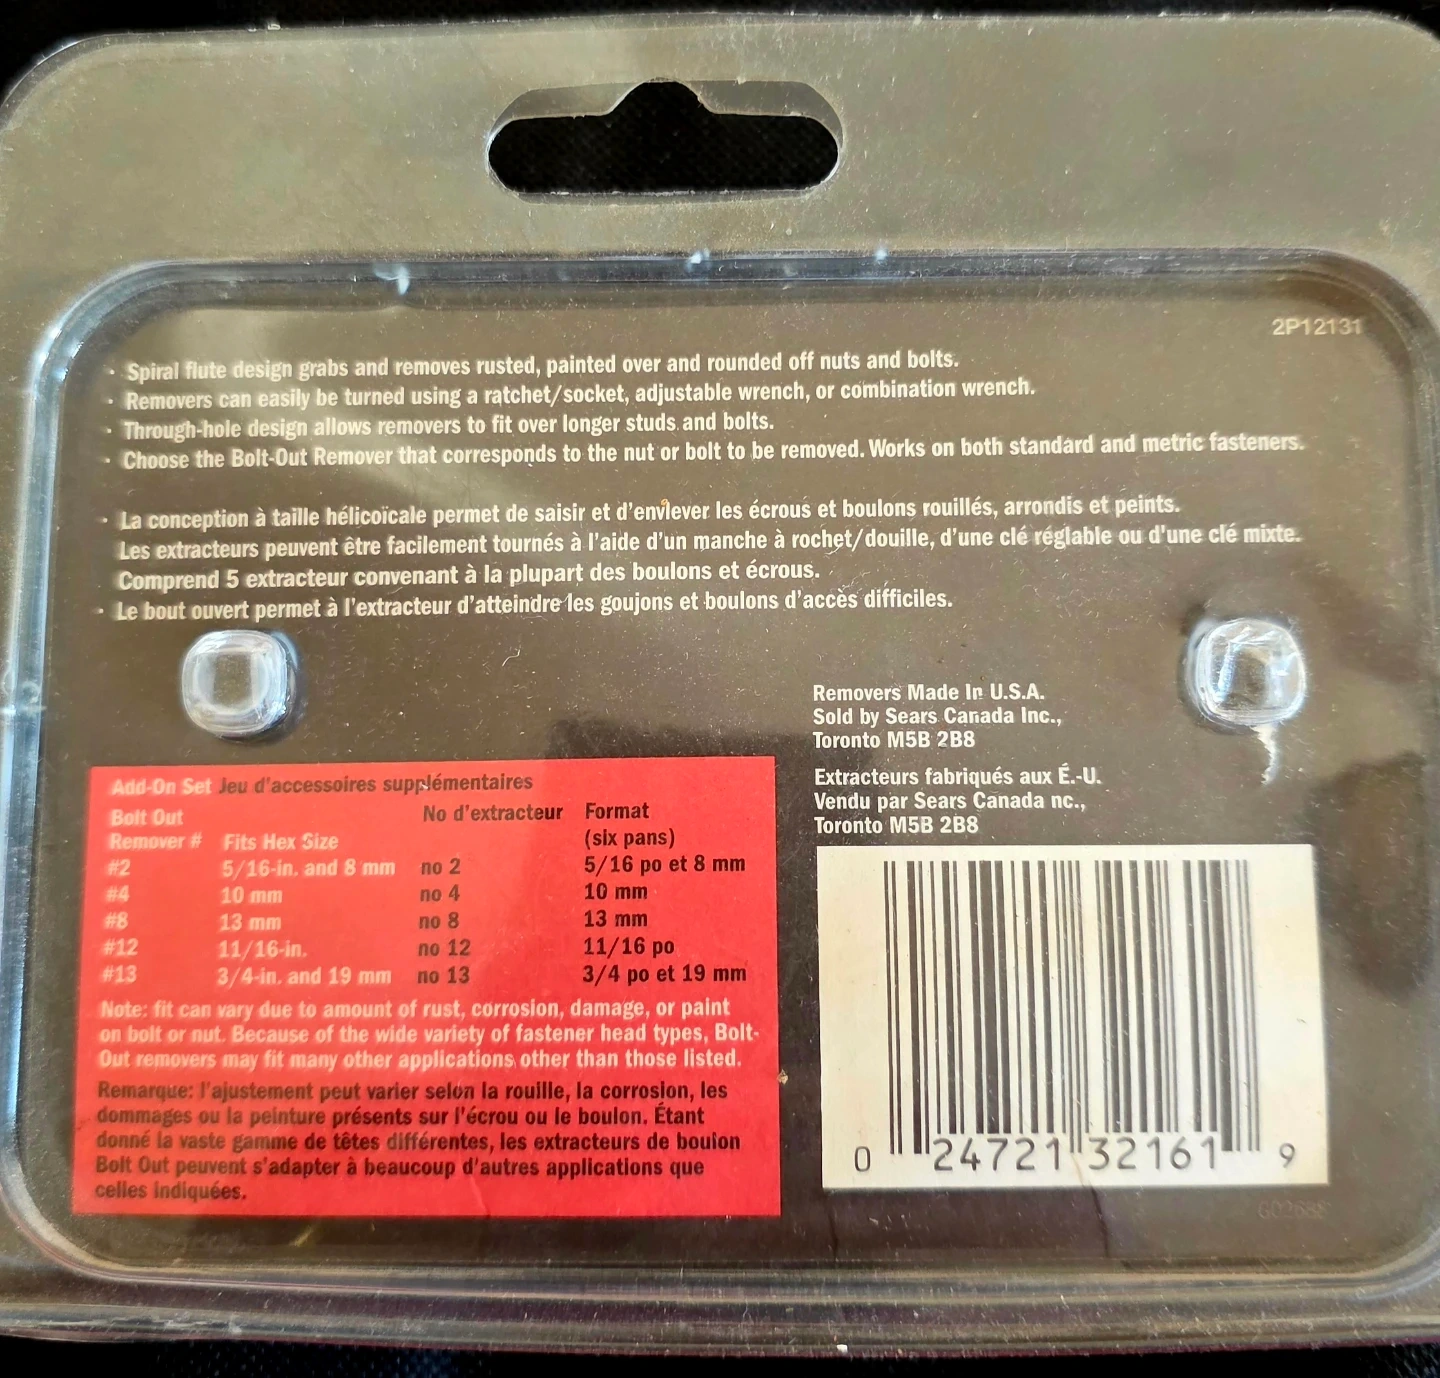 2P12131
· Spiral flute design grabs and removes rusted, painted over and rounded off nuts and bolts.
· Removers can easily be turned using a ratchet/socket, adjustable wrench, or combination wrench.
· Through-hole design allows removers to fit over longer studs and bolts.
· Choose the Bolt-Out Remover that corresponds to the nut or bolt to be removed. Works on both standard and metric fasteners.
· La conception à taille hélicoïcale permet de saisir et d'envlever les écrous et boulons rouillés, arrondis et peints.
Les extracteurs peuvent être facilement tournés à l'aide d'un manche à rochet/douille, d'une clé réglable ou d'une clé mixte.
Comprend 5 extracteur convenant à la plupart des boulons et écrous.
· Le bout ouvert permet à l'extracteur d'atteindre les goujons et boulons d'accès difficiles.
Removers Made In U.S.A.
Sold by Sears Canada Inc.,
Toronto M5B 2B8
Extracteurs fabriqués aux É.-U.
Vendu par Sears Canada nc.,
Toronto M5B 2B8
Add-On Set Jeu d'accessoires supplémentaires
Bolt Out No d'extracteur Format
Remover # Fits Hex Size (six pans)
#2 5/16-in. and 8 mm no 2 5/16 po et 8 mm
#4 10 mm no 4 10 mm
#8 13 mm no 8 13 mm
#12 11/16-in. no 12 11/16 po
#13 3/4-in. and 19 mm no 13 3/4 po et 19 mm
Note: fit can vary due to amount of rust, corrosion, damage, or paint
on bolt or nut. Because of the wide variety of fastener head types, Bolt-
Out removers may fit many other applications other than those listed.
Remarque: l'ajustement peut varier selon la rouille, la corrosion, les
dommages ou la peinture présents sur l'écrou ou le boulon. Étant
donné la vaste gamme de têtes différentes, les extracteurs de boulon
Bolt Out peuvent s'adapter à beaucoup d'autres applications que
celles indiquées.
0 24721 32161 9